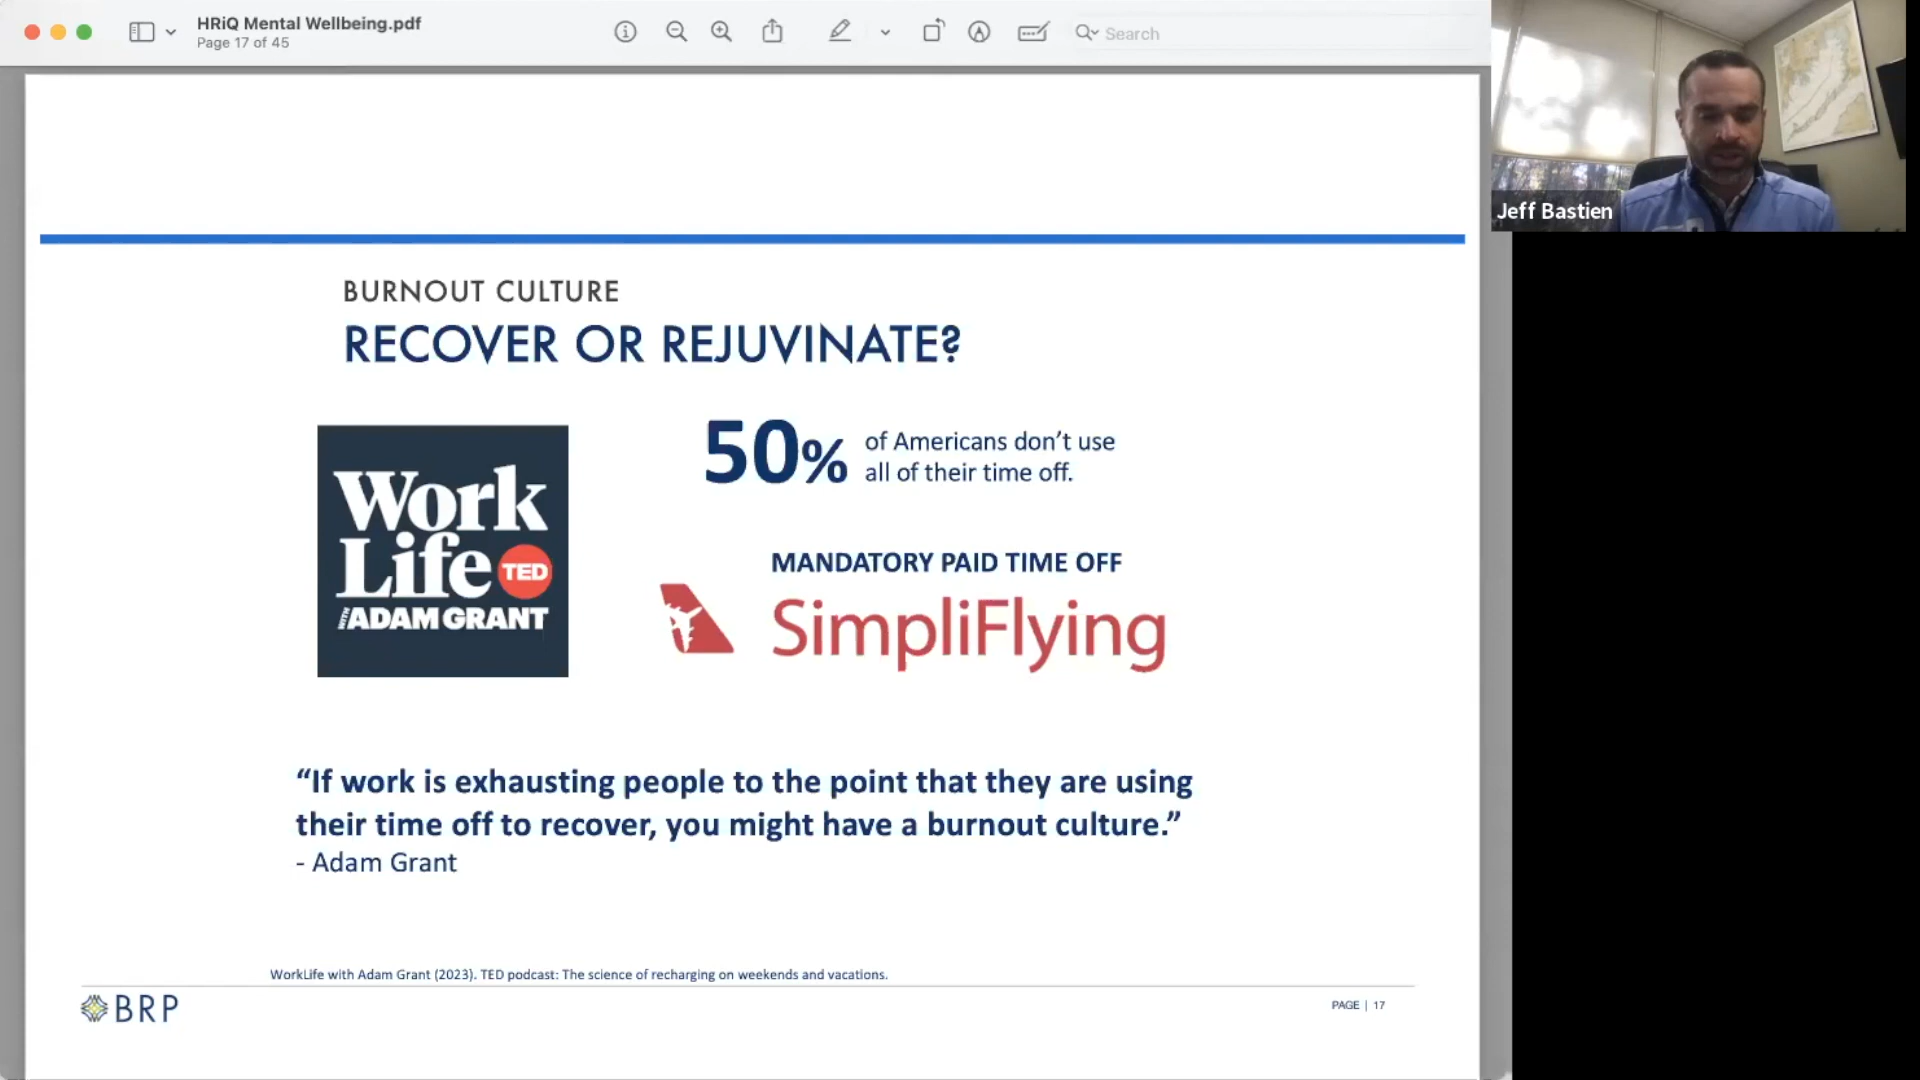 HRiQ Mental Wellbeing.pdf
Page 17 of 45
Search
Jeff Bastien
BURNOUT CULTURE
RECOVER OR REJUVINATE?
Work
Life TED
WITH ADAM GRANT
50% of Americans don't use
all of their time off.
MANDATORY PAID TIME OFF
SimpliFlying
“If work is exhausting people to the point that they are using
their time off to recover, you might have a burnout culture.”
- Adam Grant
WorkLife with Adam Grant (2023). TED podcast: The science of recharging on weekends and vacations.
BRP
PAGE | 17